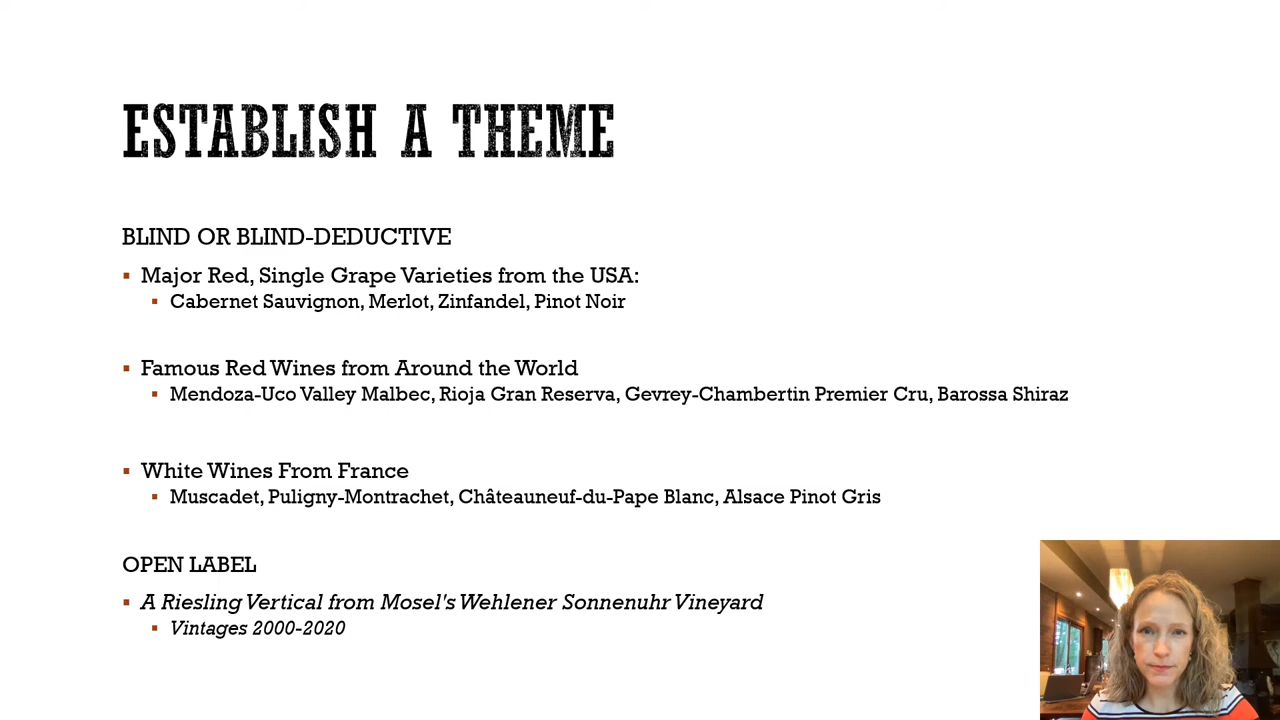 ESTABLISH A THEME
BLIND OR BLIND-DEDUCTIVE
Major Red, Single Grape Varieties from the USA:
Cabernet Sauvignon, Merlot, Zinfandel, Pinot Noir
Famous Red Wines from Around the World
Mendoza-Uco Valley Malbec, Rioja Gran Reserva, Gevrey-Chambertin Premier Cru, Barossa Shiraz
White Wines From France
Muscadet, Puligny-Montrachet, Châteauneuf-du-Pape Blanc, Alsace Pinot Gris
OPEN LABEL
A Riesling Vertical from Mosel's Wehlener Sonnenuhr Vineyard
Vintages 2000-2020